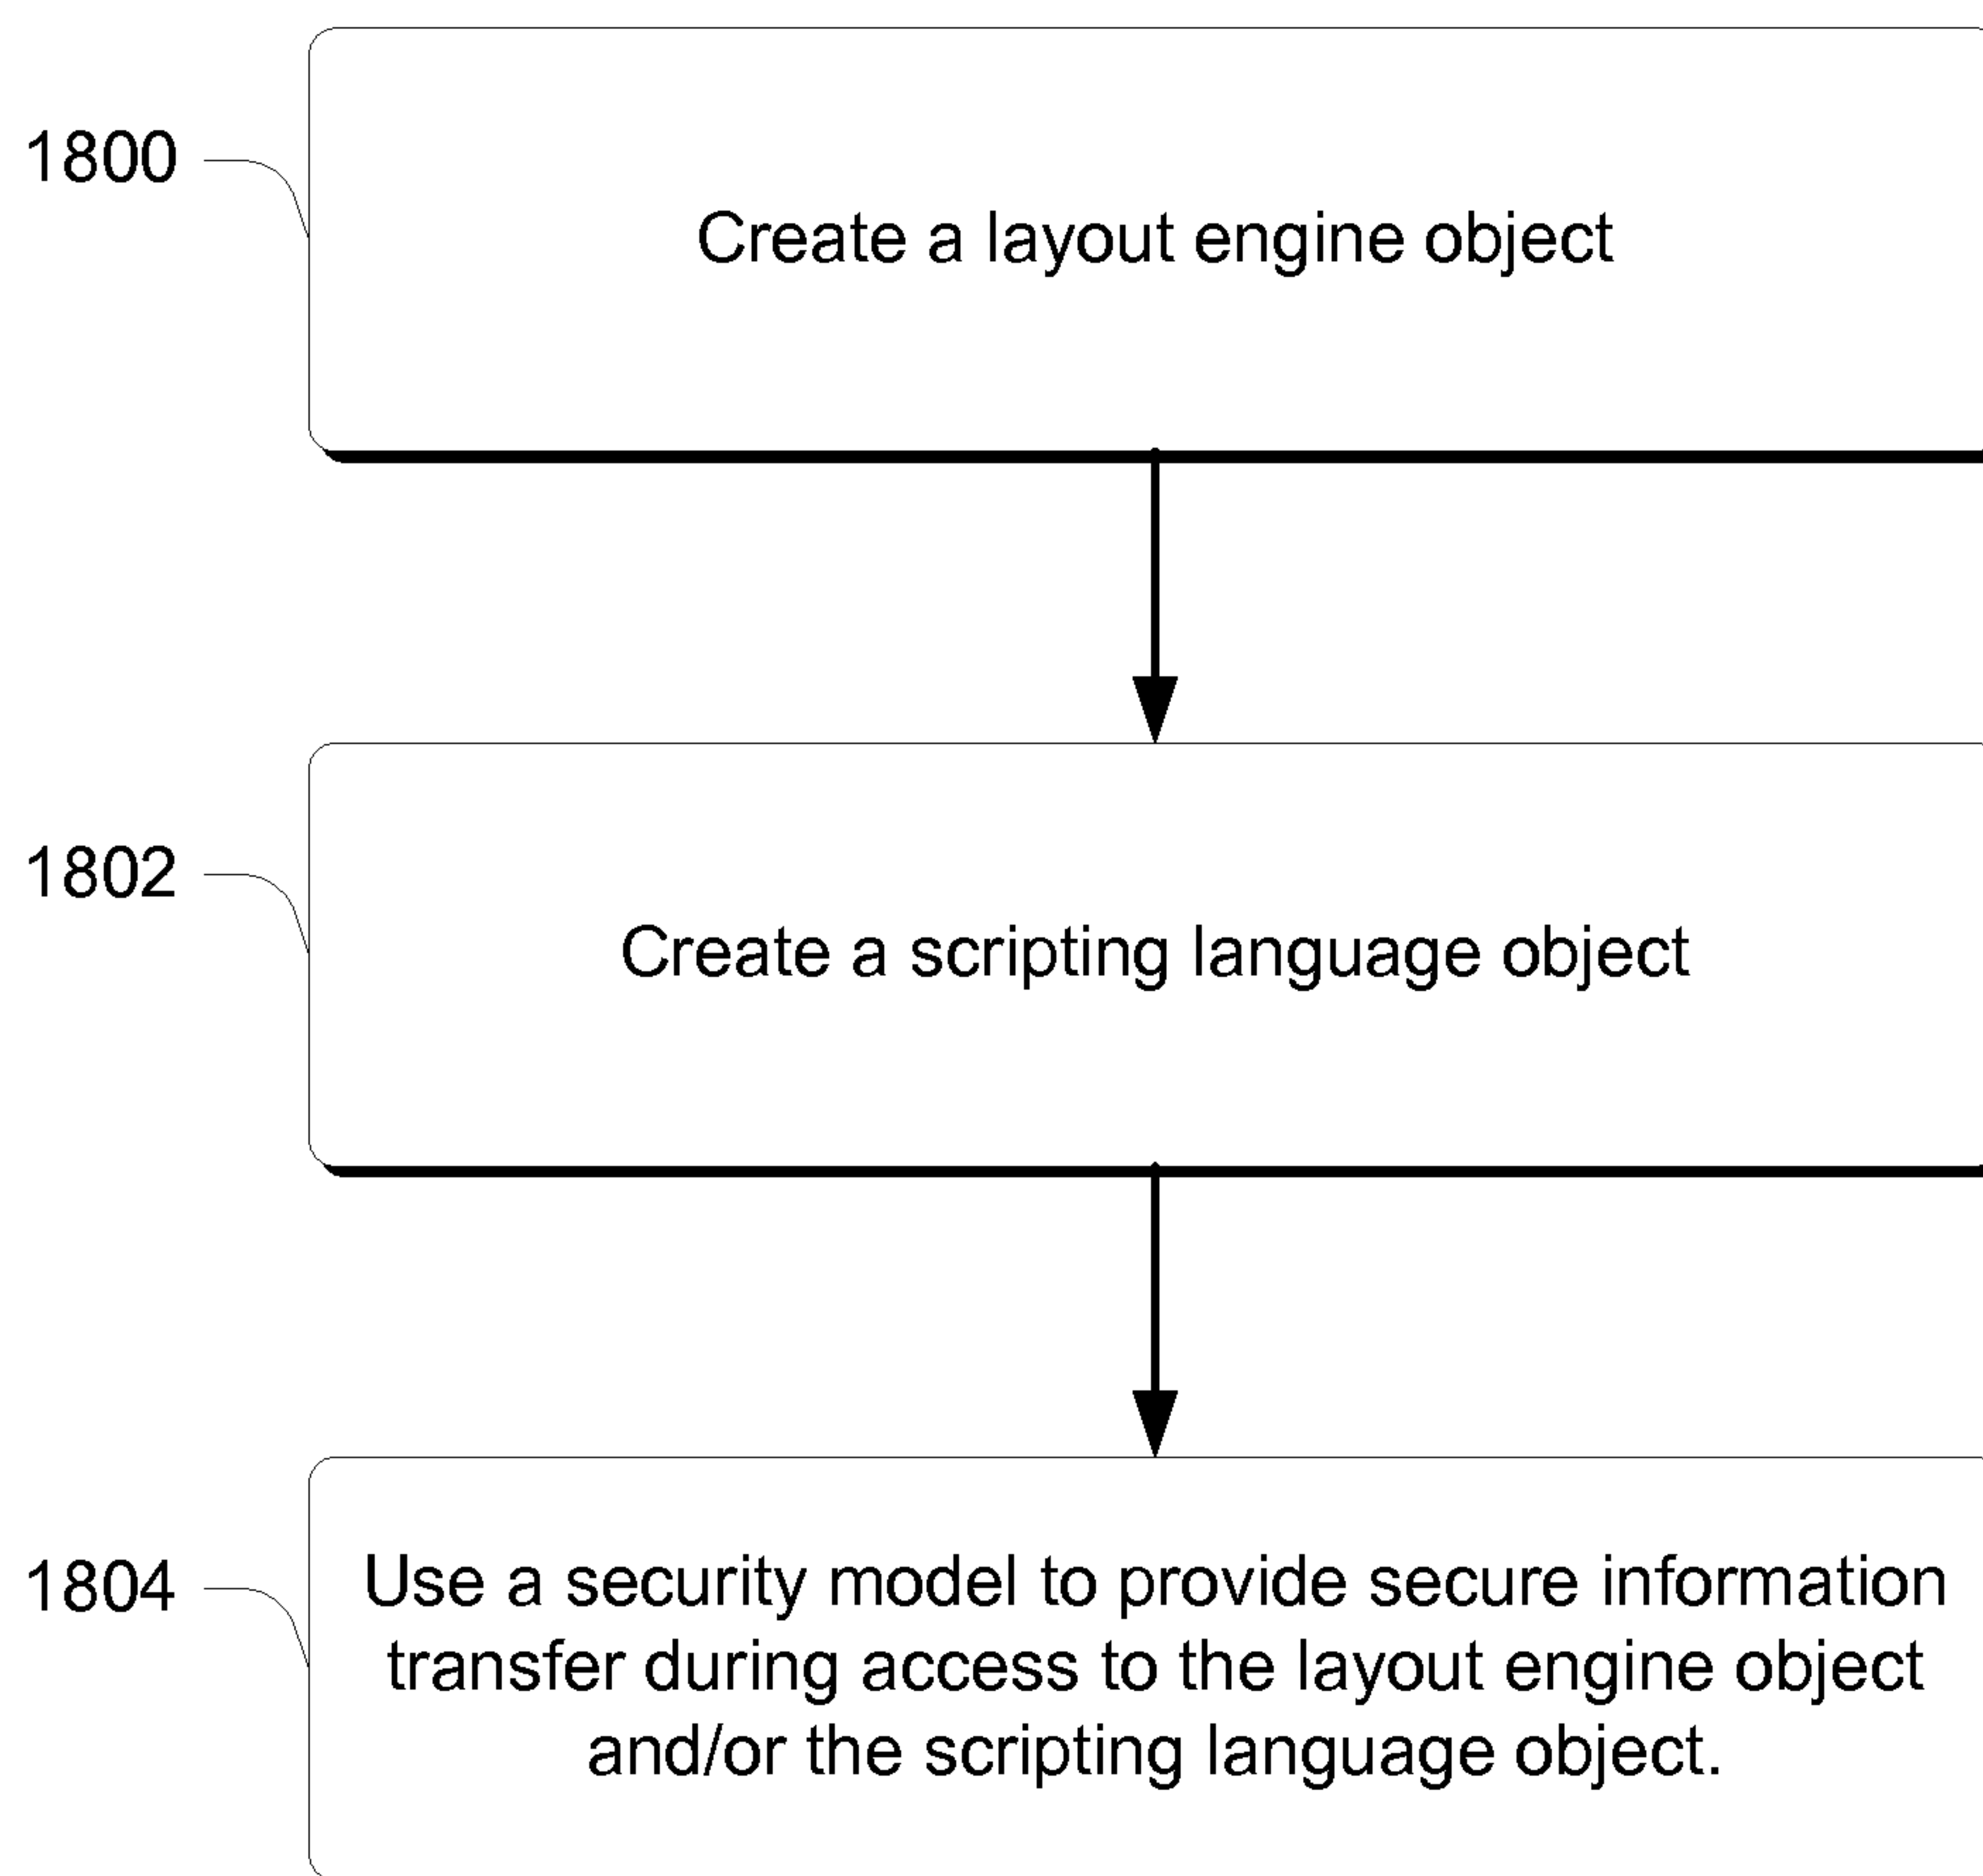 1800
Create a layout engine object
1802
Create a scripting language object
1804
Use a security model to provide secure information
transfer during access to the layout engine object
and/or the scripting language object.